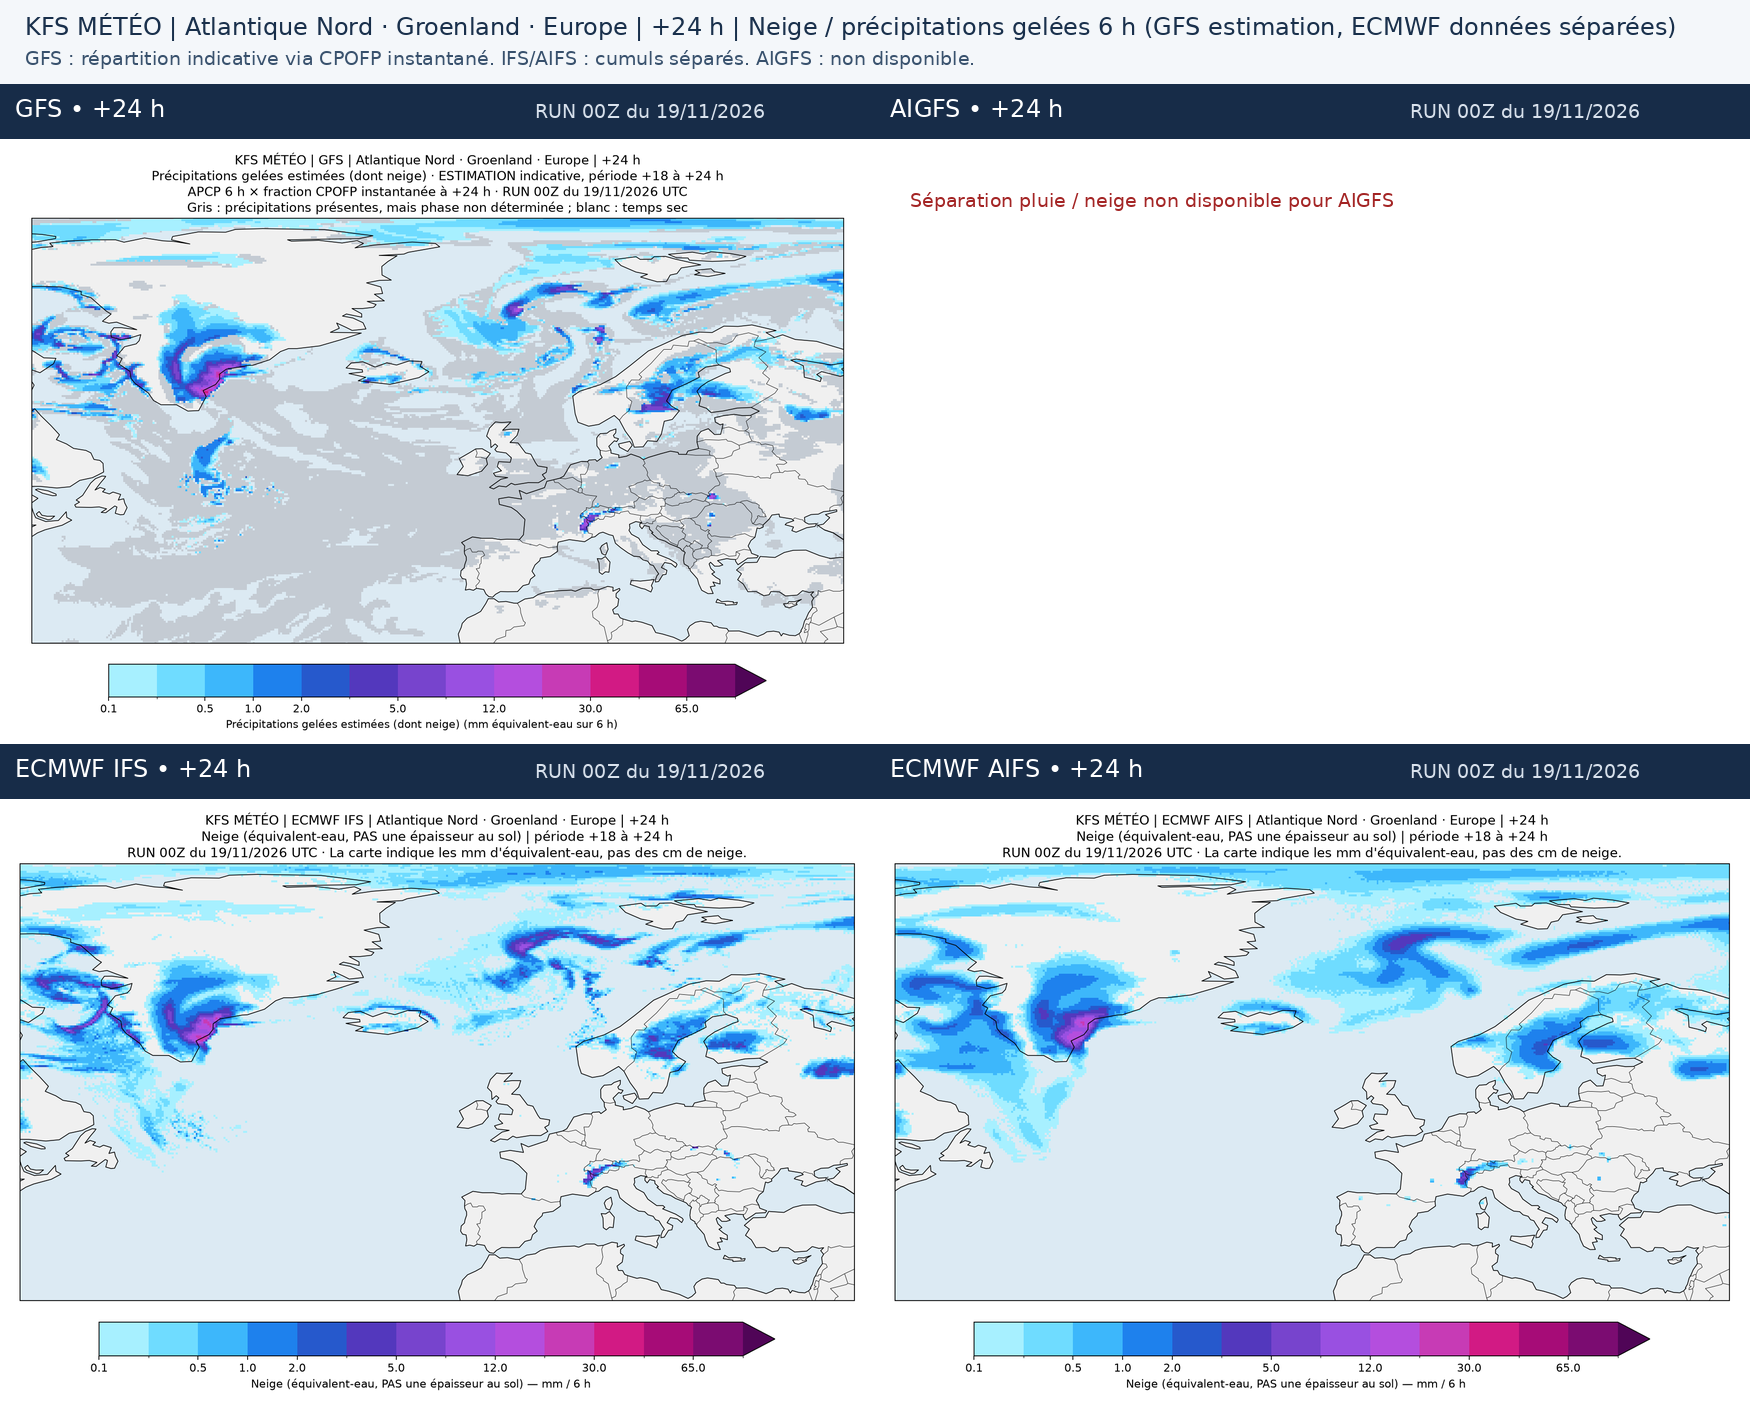 KFS MÉTÉO | Atlantique Nord · Groenland · Europe | +24 h | Neige / précipitations gelées 6 h (GFS estimation, ECMWF données séparées)
GFS : répartition indicative via CPOFP instantané. IFS/AIFS : cumuls séparés. AIGFS : non disponible.
GFS • +24 h
RUN 00Z du 19/11/2026
AIGFS • +24 h
RUN 00Z du 19/11/2026
KFS MÉTÉO | GFS | Atlantique Nord · Groenland · Europe | +24 h
Précipitations gelées estimées (dont neige) · ESTIMATION indicative, période +18 à +24 h
APCP 6 h × fraction CPOFP instantanée à +24 h · RUN 00Z du 19/11/2026 UTC
Gris : précipitations présentes, mais phase non déterminée ; blanc : temps sec
Séparation pluie / neige non disponible pour AIGFS
0.1 0.5 1.0 2.0 5.0 12.0 30.0 65.0
Précipitations gelées estimées (dont neige) (mm équivalent-eau sur 6 h)
ECMWF IFS • +24 h
RUN 00Z du 19/11/2026
ECMWF AIFS • +24 h
RUN 00Z du 19/11/2026
KFS MÉTÉO | ECMWF IFS | Atlantique Nord · Groenland · Europe | +24 h
Neige (équivalent-eau, PAS une épaisseur au sol) | période +18 à +24 h
RUN 00Z du 19/11/2026 UTC · La carte indique les mm d'équivalent-eau, pas des cm de neige.
KFS MÉTÉO | ECMWF AIFS | Atlantique Nord · Groenland · Europe | +24 h
Neige (équivalent-eau, PAS une épaisseur au sol) | période +18 à +24 h
RUN 00Z du 19/11/2026 UTC · La carte indique les mm d'équivalent-eau, pas des cm de neige.
0.1 0.5 1.0 2.0 5.0 12.0 30.0 65.0
Neige (équivalent-eau, PAS une épaisseur au sol) — mm / 6 h
0.1 0.5 1.0 2.0 5.0 12.0 30.0 65.0
Neige (équivalent-eau, PAS une épaisseur au sol) — mm / 6 h